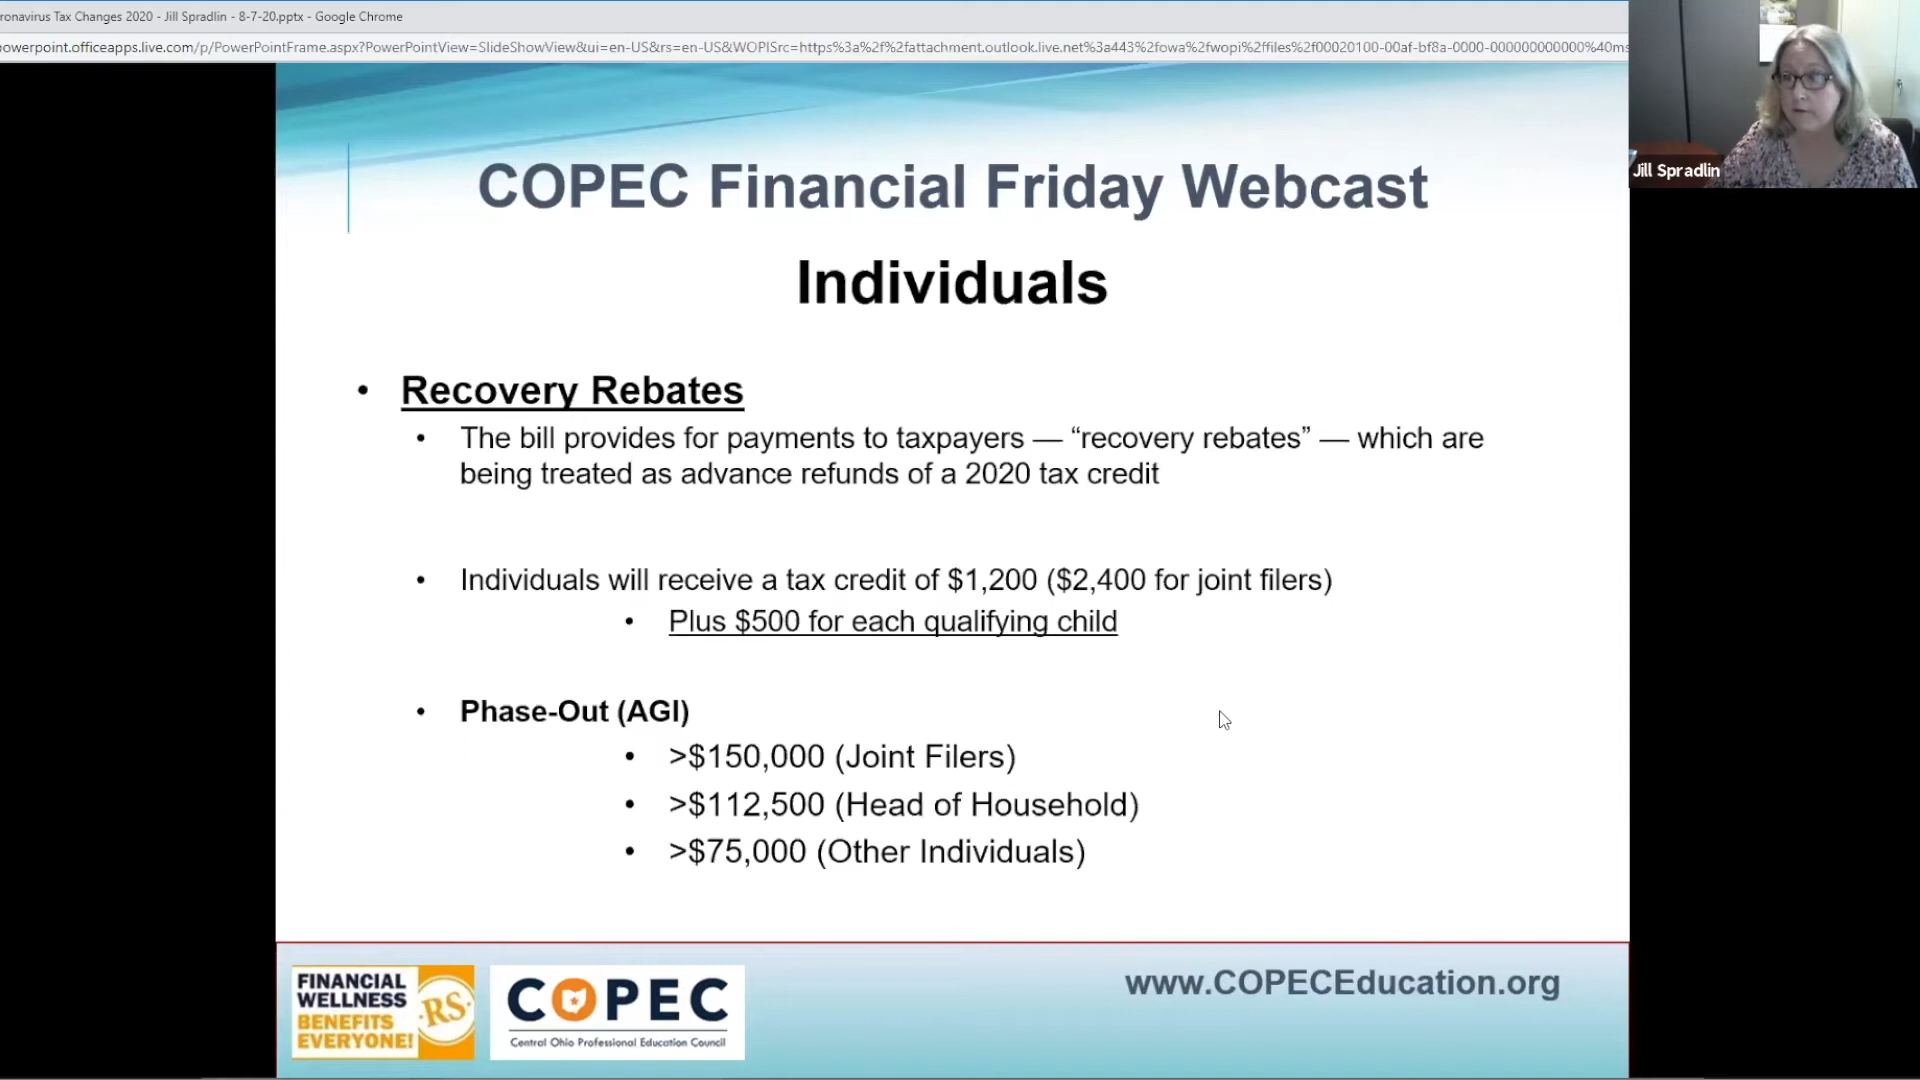 ronavirus Tax Changes 2020 - Jill Spradlin - 8-7-20.pptx - Google Chrome
powerpoint.officeapps.live.com/p/PowerPointFrame.aspx?PowerPointView=SlideShowView&ui=en-US&rs=en-US&WOPISrc=https%3a%2f%2fattachment.outlook.live.net%3a443%2fowa%2fwopi%2ffiles%2f00020100-00af-bf8a-0000-000000000000%40ms
Jill Spradlin
COPEC Financial Friday Webcast
Individuals
• Recovery Rebates
• The bill provides for payments to taxpayers — “recovery rebates” — which are
being treated as advance refunds of a 2020 tax credit
• Individuals will receive a tax credit of $1,200 ($2,400 for joint filers)
• Plus $500 for each qualifying child
• Phase-Out (AGI)
• >$150,000 (Joint Filers)
• >$112,500 (Head of Household)
• >$75,000 (Other Individuals)
FINANCIAL
WELLNESS
BENEFITS
EVERYONE!
RS
COPEC
Central Ohio Professional Education Council
www.COPECEducation.org